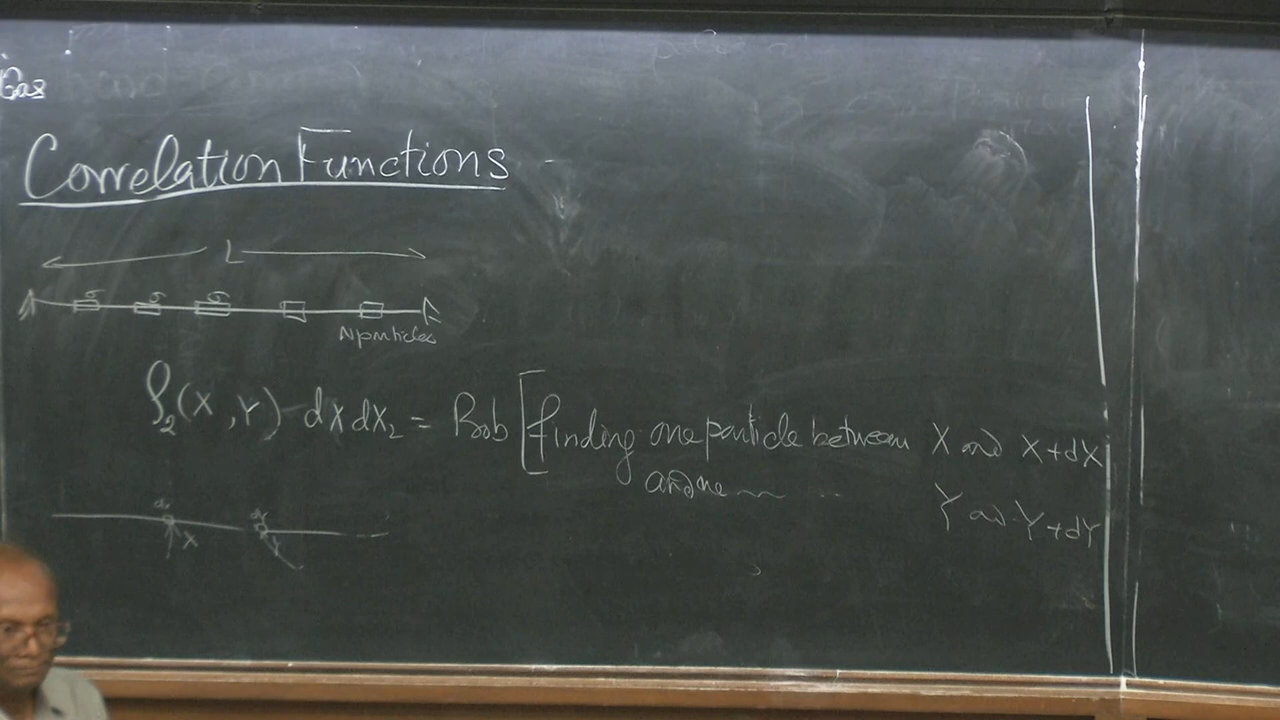 Gas
Correlation Functions
L
σ σ σ
N particles
ρ₂(X, Y) dX dX₂ = Prob [finding one particle between X and X+dX
and one Y and Y+dY
X